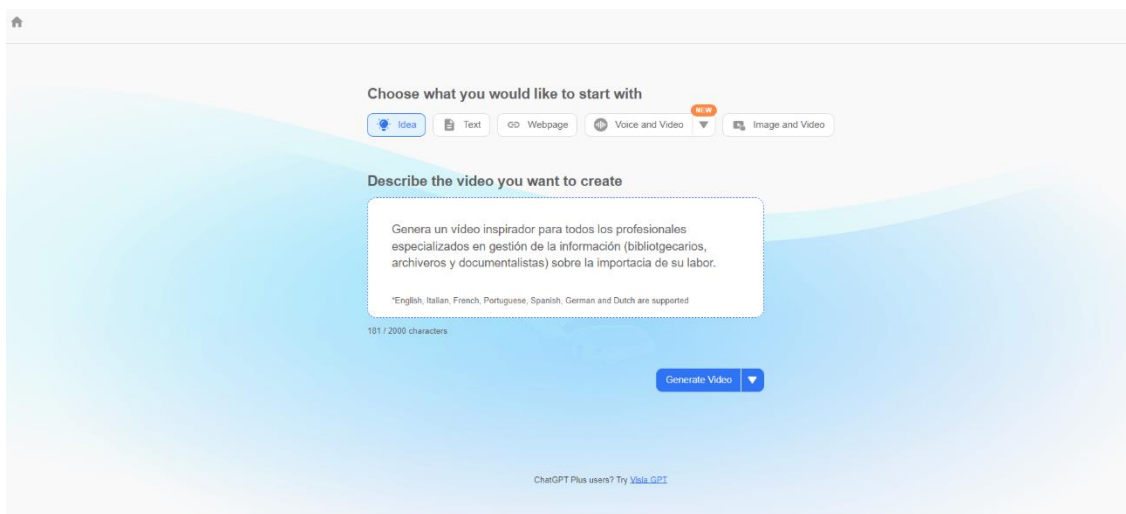 Choose what you would like to start with
NEW
Idea Text Webpage Voice and Video Image and Video
Describe the video you want to create
Genera un vídeo inspirador para todos los profesionales
especializados en gestión de la información (bibliotgecarios,
archiveros y documentalistas) sobre la importacia de su labor.
*English, Italian, French, Portuguese, Spanish, German and Dutch are supported
181 / 2000 characters
Generate Video
ChatGPT Plus users? Try Visla GPT